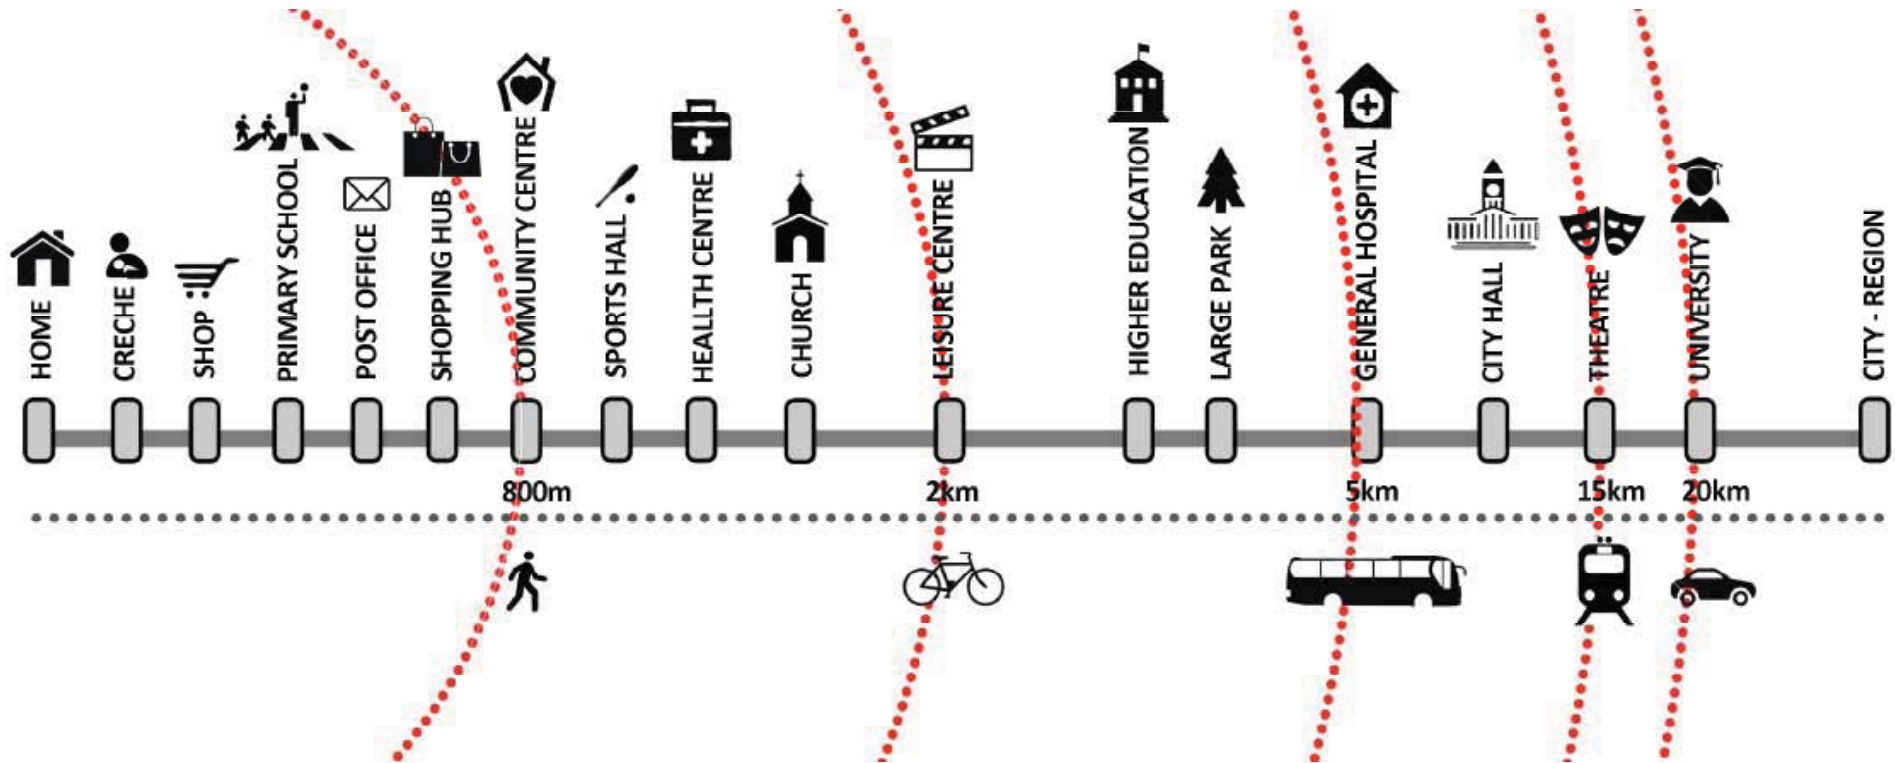 HOME
CRECHE
SHOP
PRIMARY SCHOOL
POST OFFICE
SHOPPING HUB
COMMUNITY CENTRE
SPORTS HALL
HEALLTH CENTRE
CHURCH
LEISURE CENTRE
HIGHER EDUCATION
LARGE PARK
GENERAL HOSPITAL
CITY HALL
THEATRE
UNIVERSITY
CITY - REGION
800m
2km
5km
15km
20km